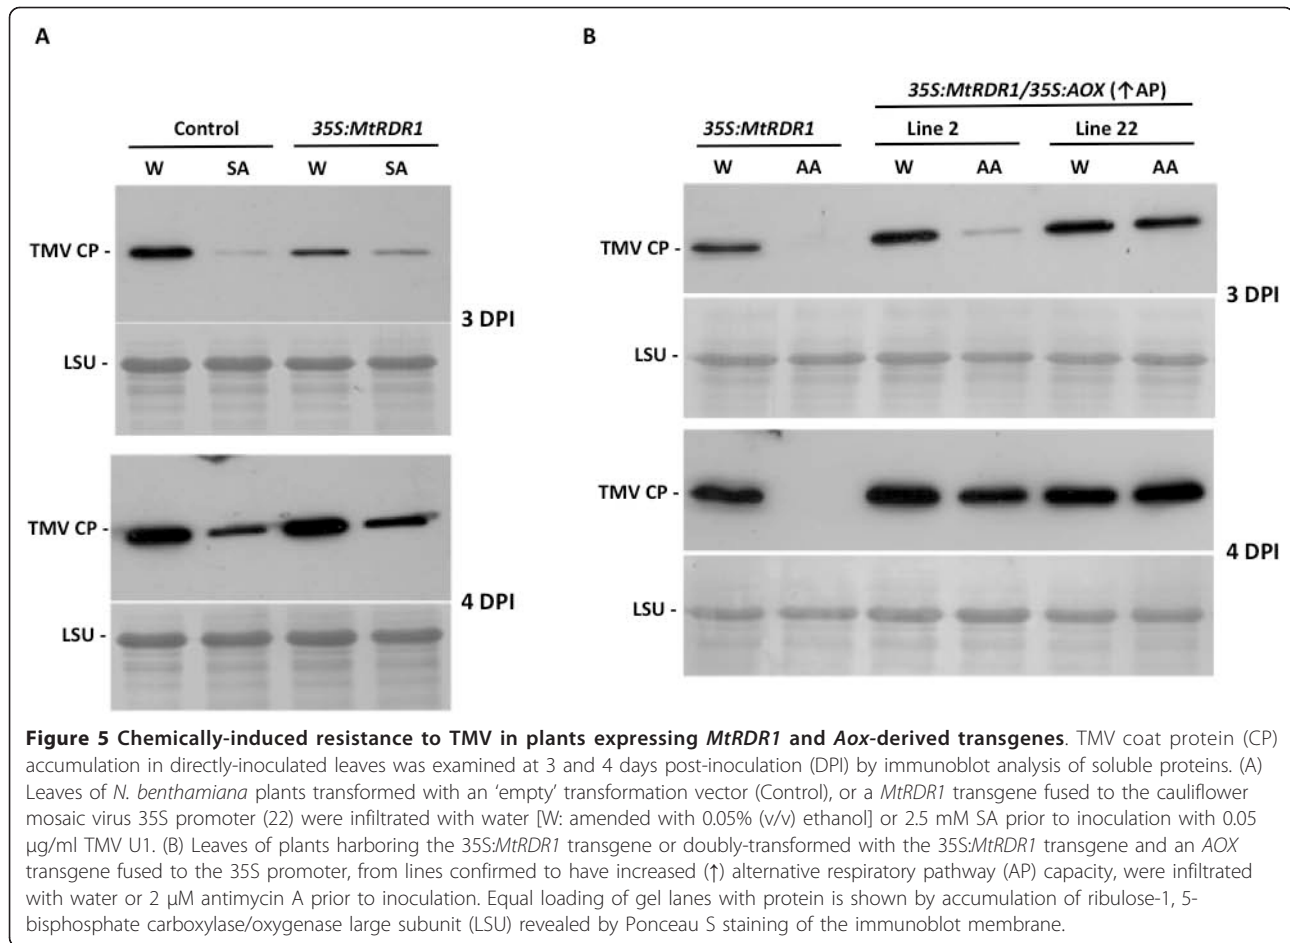 A
Control 35S:MtRDR1
W SA W SA
TMV CP -
3 DPI
LSU -
TMV CP -
4 DPI
LSU -
B
35S:MtRDR1/35S:AOX (↑AP)
35S:MtRDR1 Line 2 Line 22
W AA W AA W AA
TMV CP -
3 DPI
LSU -
TMV CP -
4 DPI
LSU -
Figure 5 Chemically-induced resistance to TMV in plants expressing MtRDR1 and Aox-derived transgenes. TMV coat protein (CP)
accumulation in directly-inoculated leaves was examined at 3 and 4 days post-inoculation (DPI) by immunoblot analysis of soluble proteins. (A)
Leaves of N. benthamiana plants transformed with an ‘empty’ transformation vector (Control), or a MtRDR1 transgene fused to the cauliflower
mosaic virus 35S promoter (22) were infiltrated with water [W: amended with 0.05% (v/v) ethanol] or 2.5 mM SA prior to inoculation with 0.05
μg/ml TMV U1. (B) Leaves of plants harboring the 35S:MtRDR1 transgene or doubly-transformed with the 35S:MtRDR1 transgene and an AOX
transgene fused to the 35S promoter, from lines confirmed to have increased (↑) alternative respiratory pathway (AP) capacity, were infiltrated
with water or 2 μM antimycin A prior to inoculation. Equal loading of gel lanes with protein is shown by accumulation of ribulose-1, 5-
bisphosphate carboxylase/oxygenase large subunit (LSU) revealed by Ponceau S staining of the immunoblot membrane.